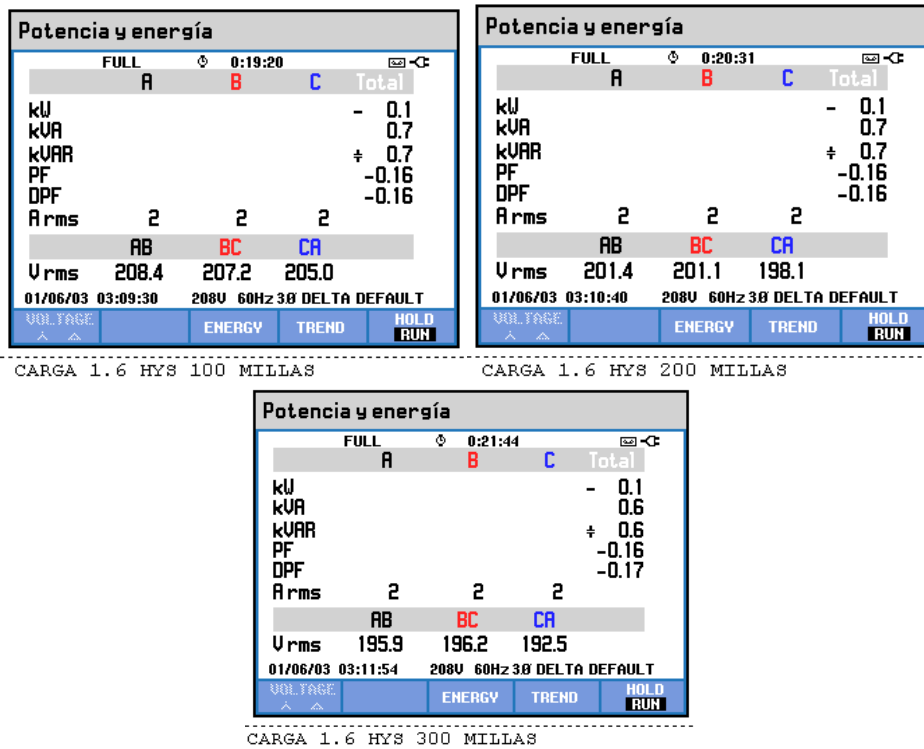 Potencia y energía
FULL 0:19:20
A B C Total
kW - 0.1
kVA 0.7
kVAR ÷ 0.7
PF -0.16
DPF -0.16
A rms 2 2 2
AB BC CA
V rms 208.4 207.2 205.0
01/06/03 03:09:30 208V 60Hz 3Ø DELTA DEFAULT
VOLTAGE ENERGY TREND HOLD
RUN
CARGA 1.6 HYS 100 MILLAS
Potencia y energía
FULL 0:20:31
A B C Total
kW - 0.1
kVA 0.7
kVAR ÷ 0.7
PF -0.16
DPF -0.16
A rms 2 2 2
AB BC CA
V rms 201.4 201.1 198.1
01/06/03 03:10:40 208V 60Hz 3Ø DELTA DEFAULT
VOLTAGE ENERGY TREND HOLD
RUN
CARGA 1.6 HYS 200 MILLAS
Potencia y energía
FULL 0:21:44
A B C Total
kW - 0.1
kVA 0.6
kVAR ÷ 0.6
PF -0.16
DPF -0.17
A rms 2 2 2
AB BC CA
V rms 195.9 196.2 192.5
01/06/03 03:11:54 208V 60Hz 3Ø DELTA DEFAULT
VOLTAGE ENERGY TREND HOLD
RUN
CARGA 1.6 HYS 300 MILLAS